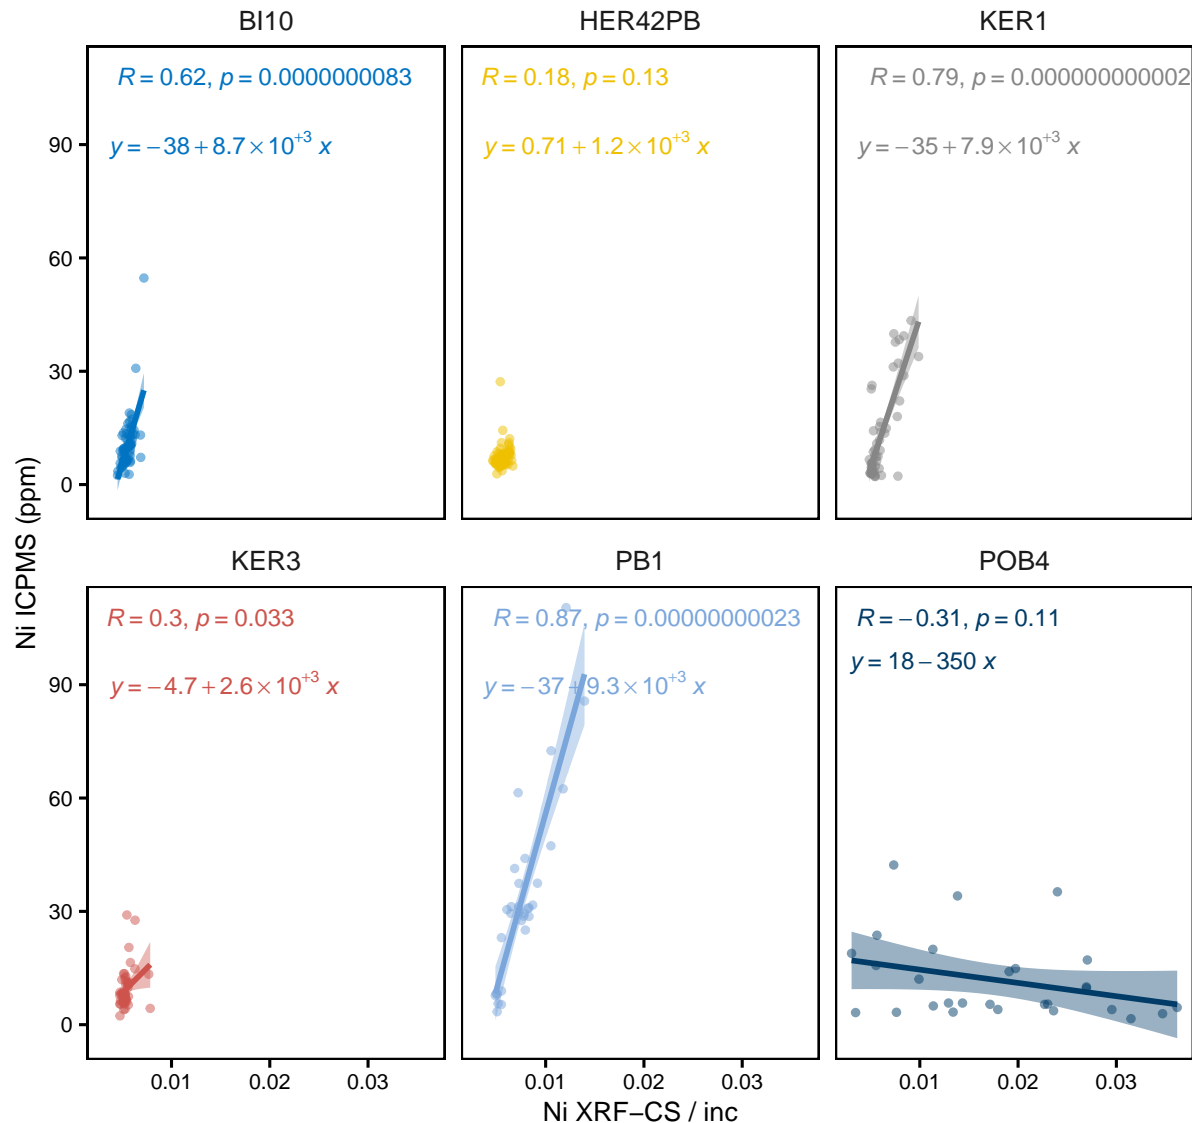 BI10
HER42PB
KER1
R = 0.62, p = 0.0000000083
R = 0.18, p = 0.13
R = 0.79, p = 0.000000000002
y = −38 + 8.7 × 10⁺³ x
y = 0.71 + 1.2 × 10⁺³ x
y = −35 + 7.9 × 10⁺³ x
90
60
30
0
Ni ICPMS (ppm)
KER3
PB1
POB4
R = 0.3, p = 0.033
R = 0.87, p = 0.00000000023
R = −0.31, p = 0.11
y = −4.7 + 2.6 × 10⁺³ x
y = −37 + 9.3 × 10⁺³ x
y = 18 − 350 x
90
60
30
0
0.01 0.02 0.03
0.01 0.02 0.03
0.01 0.02 0.03
Ni XRF−CS / inc